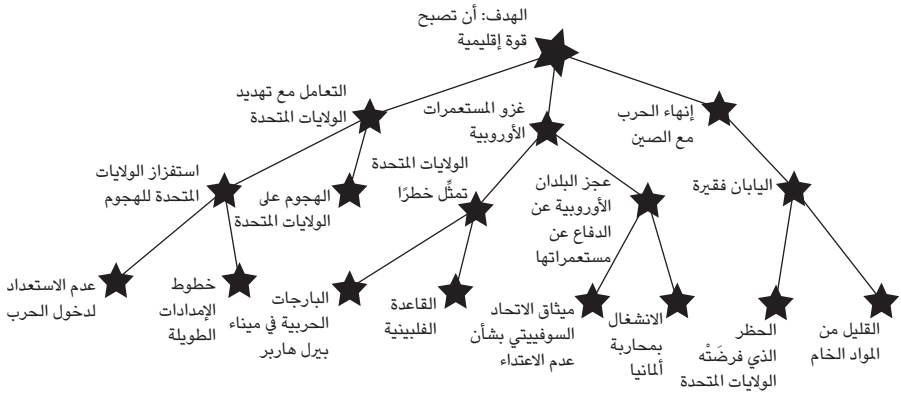 الهدف: أن تصبح
قوة إقليمية
التعامل مع تهديد
الولايات المتحدة
غزو المستعمرات
الأوروبية
إنهاء الحرب
مع الصين
استفزاز الولايات
المتحدة للهجوم
الهجوم على
الولايات المتحدة
الولايات المتحدة
تمثِّل خطرًا
عجز البلدان
الأوروبية عن
الدفاع عن
مستعمراتها
اليابان فقيرة
عدم الاستعداد
لدخول الحرب
خطوط
الإمدادات
الطويلة
البارجات
الحربية في ميناء
بيرل هاربر
القاعدة
الفلبينية
ميثاق الاتحاد
السوفييتي بشأن
عدم الاعتداء
الانشغال
بمحاربة
ألمانيا
الحظر
الذي فرضَتْه
الولايات المتحدة
القليل من
المواد الخام